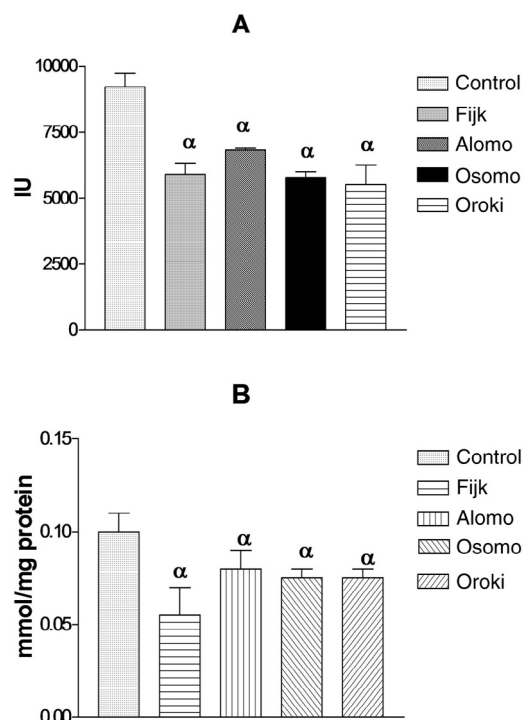 A
10000
7500
5000
2500
0
IU
α
α
α
α
Control
Fijk
Alomo
Osomo
Oroki
B
0.15
0.10
0.05
0.00
mmol/mg protein
α
α
α
α
Control
Fijk
Alomo
Osomo
Oroki